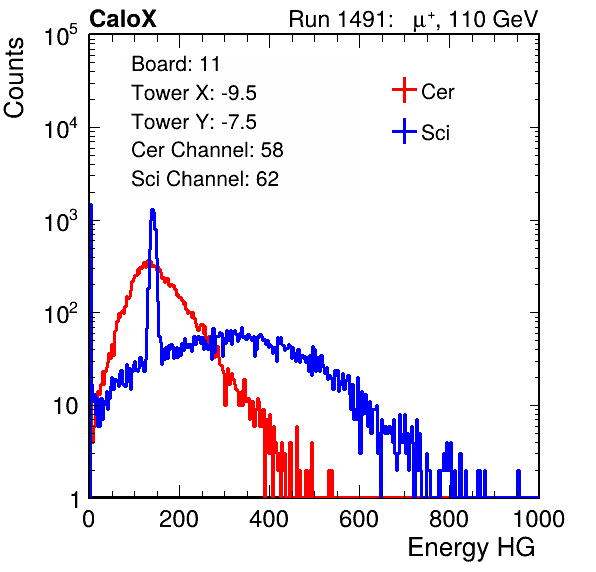 CaloX Run 1491: μ⁺, 110 GeV
Counts
Board: 11
Tower X: -9.5
Tower Y: -7.5
Cer Channel: 58
Sci Channel: 62
Cer
Sci
10⁵
10⁴
10³
10²
10
1
0 200 400 600 800 1000
Energy HG